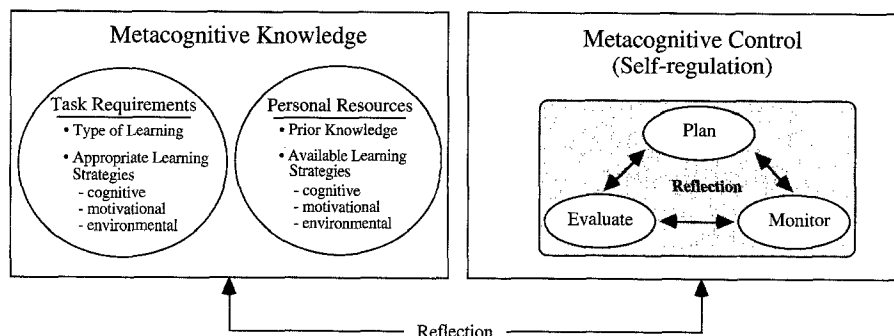 Metacognitive Knowledge
Task Requirements
• Type of Learning
• Appropriate Learning
Strategies
- cognitive
- motivational
- environmental
Personal Resources
• Prior Knowledge
• Available Learning
Strategies
- cognitive
- motivational
- environmental
Metacognitive Control
(Self-regulation)
Plan
Reflection
Evaluate
Monitor
Reflection